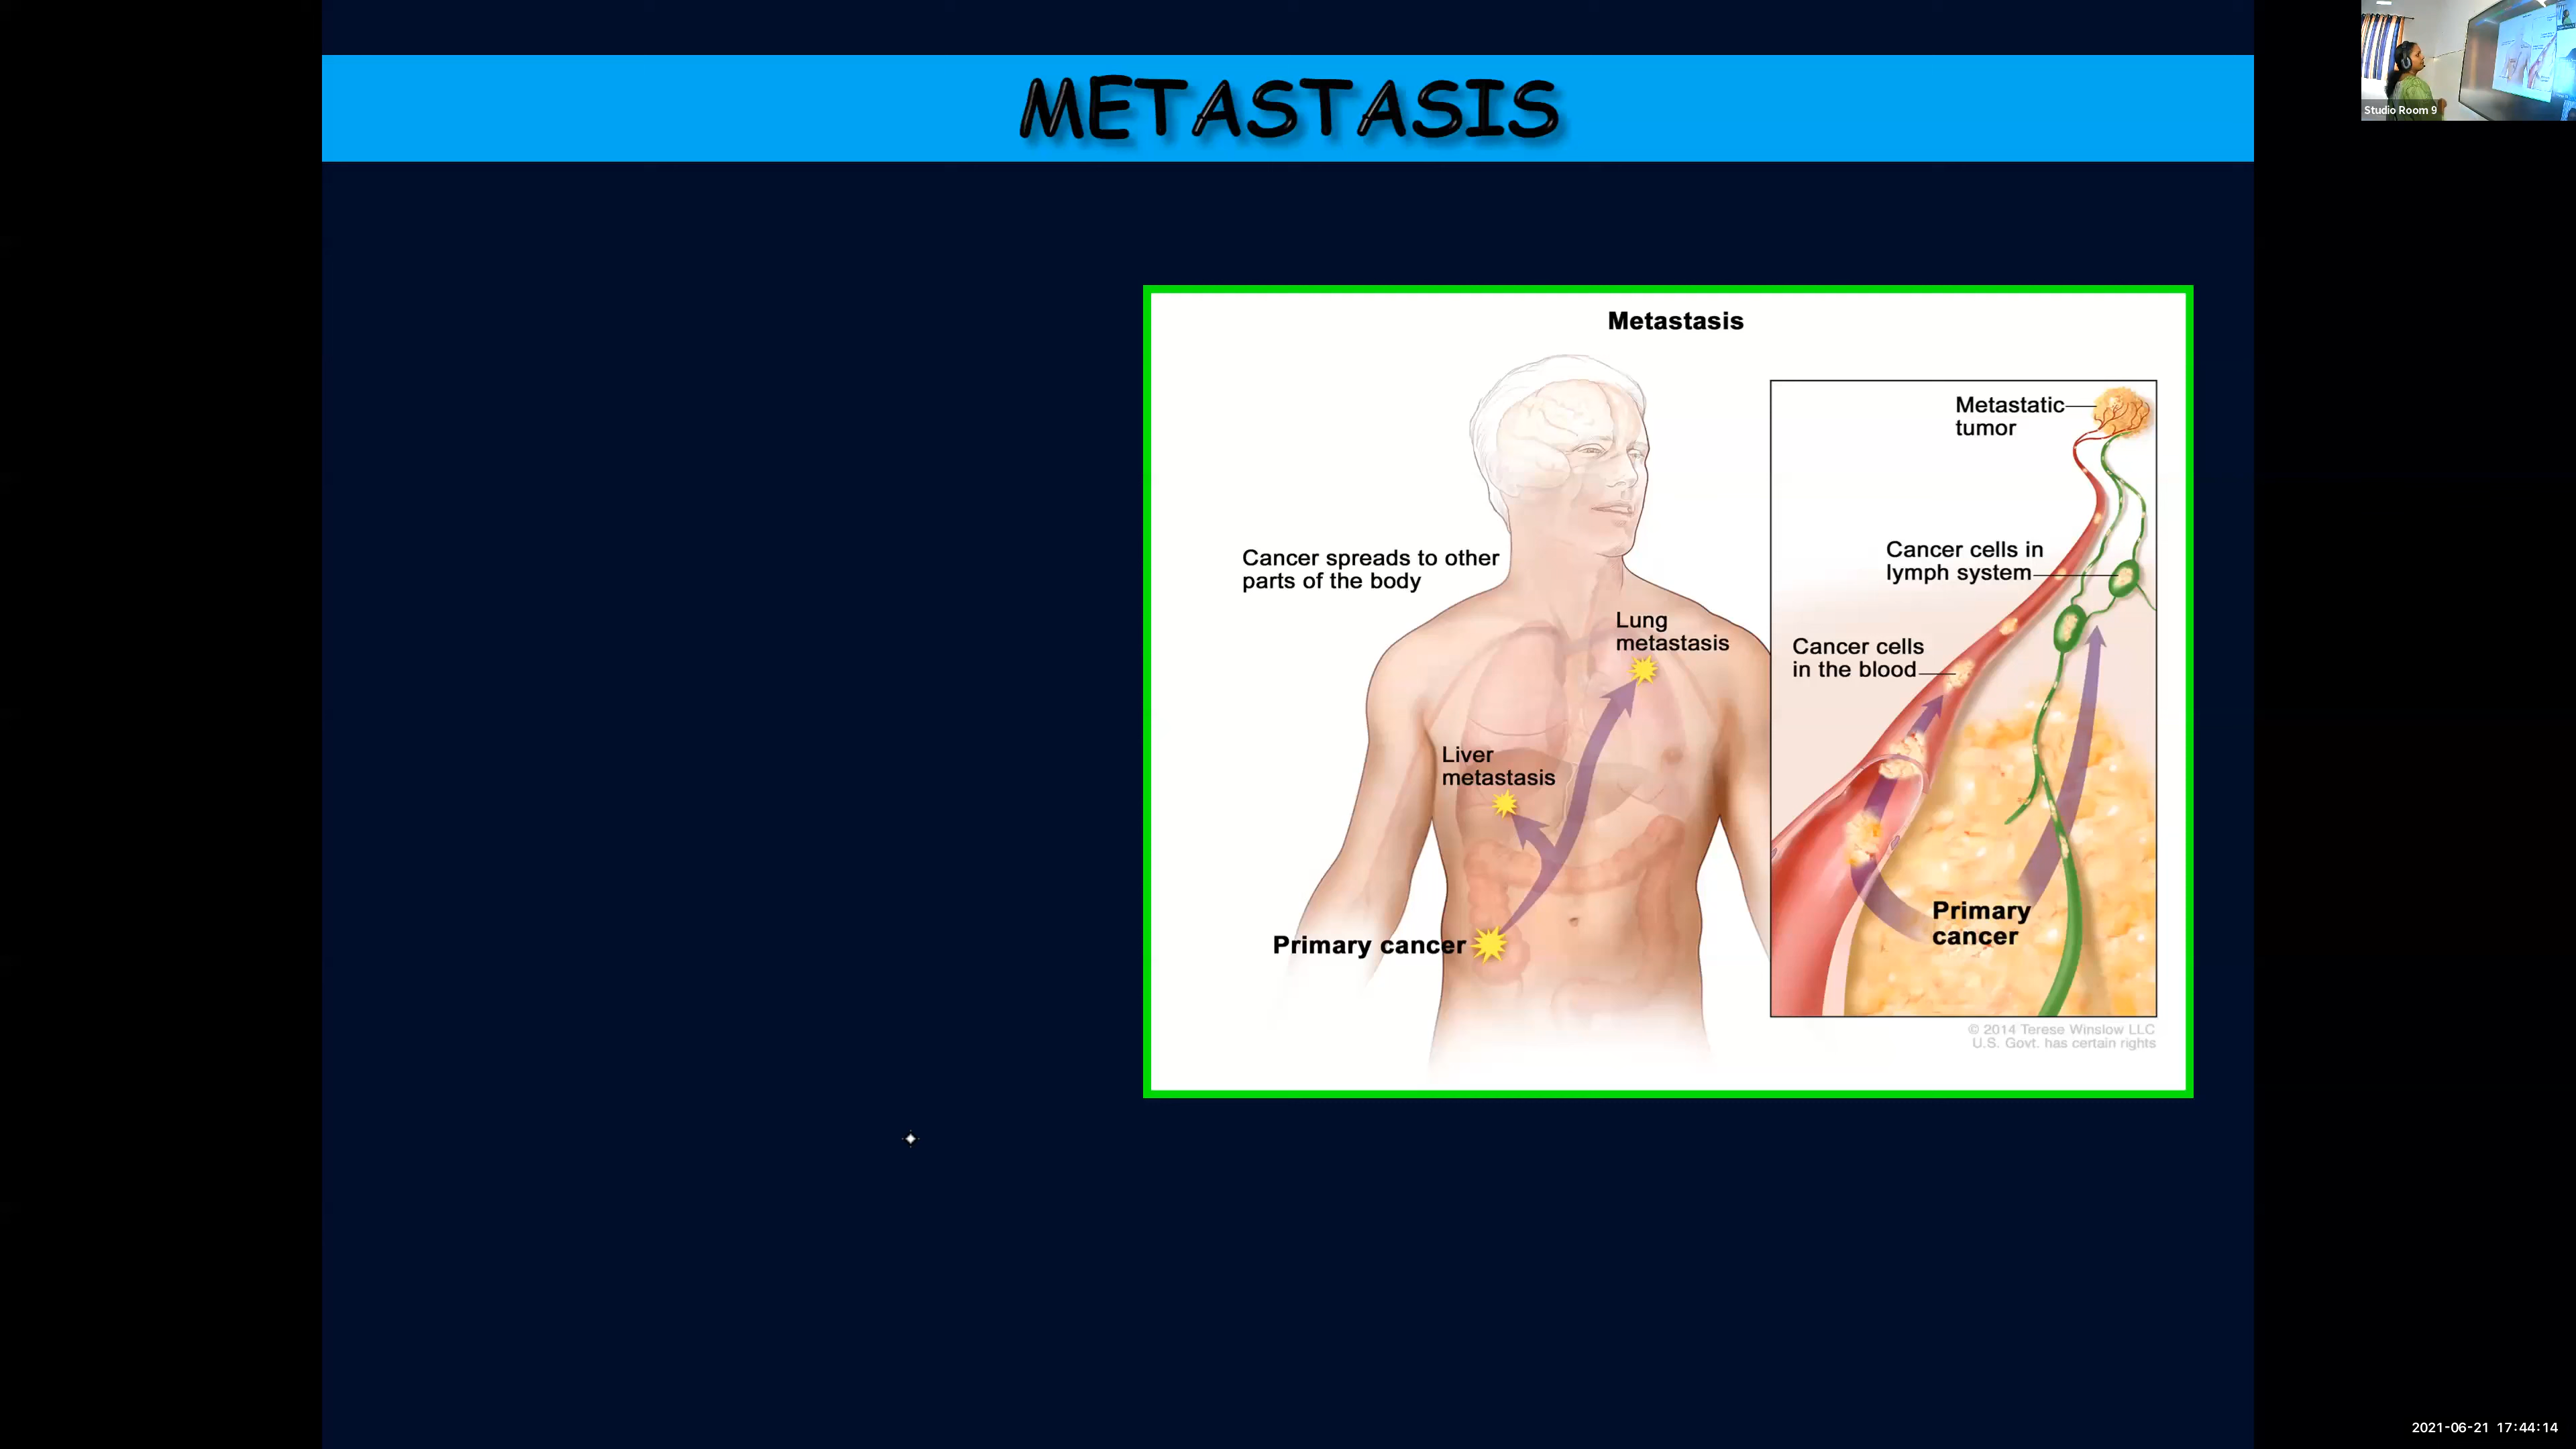 METASTASIS
Studio Room 9
Metastasis
Metastatic
tumor
Cancer spreads to other
parts of the body
Cancer cells in
lymph system
Lung
metastasis
Cancer cells
in the blood
Liver
metastasis
Primary cancer
Primary
cancer
© 2014 Terese Winslow LLC
U.S. Govt. has certain rights
2021-06-21 17:44:14